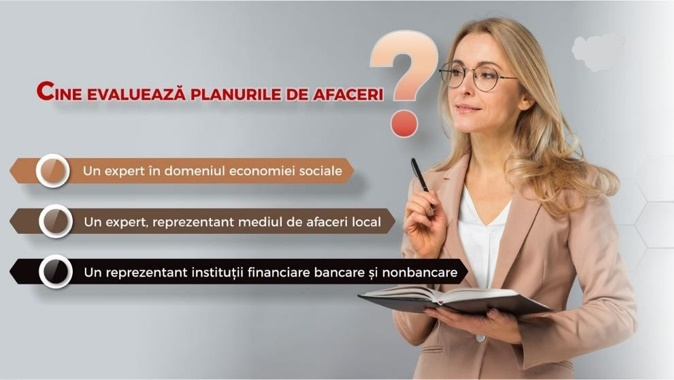 CINE EVALUEAZĂ PLANURILE DE AFACERI ?
Un expert în domeniul economiei sociale
Un expert, reprezentant mediul de afaceri local
Un reprezentant instituții financiare bancare și nonbancare